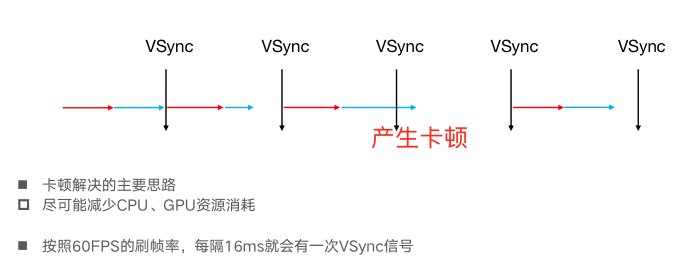 VSync VSync VSync VSync VSync
产生卡顿
卡顿解决的主要思路
尽可能减少CPU、GPU资源消耗
按照60FPS的刷帧率，每隔16ms就会有一次VSync信号